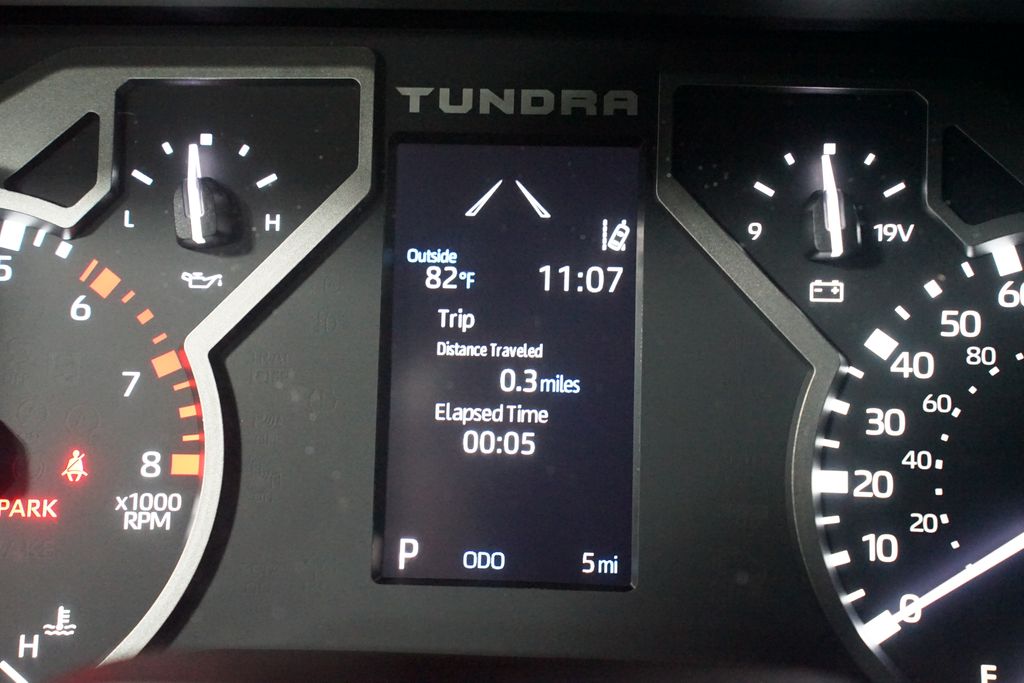 TUNDRA
L
H
9
19V
Outside
82°F
11:07
Trip
Distance Traveled
0.3 miles
Elapsed Time
00:05
P
ODO
5 mi
5
6
7
8
x1000
RPM
PARK
H
60
50
40
30
20
10
0
80
60
40
20